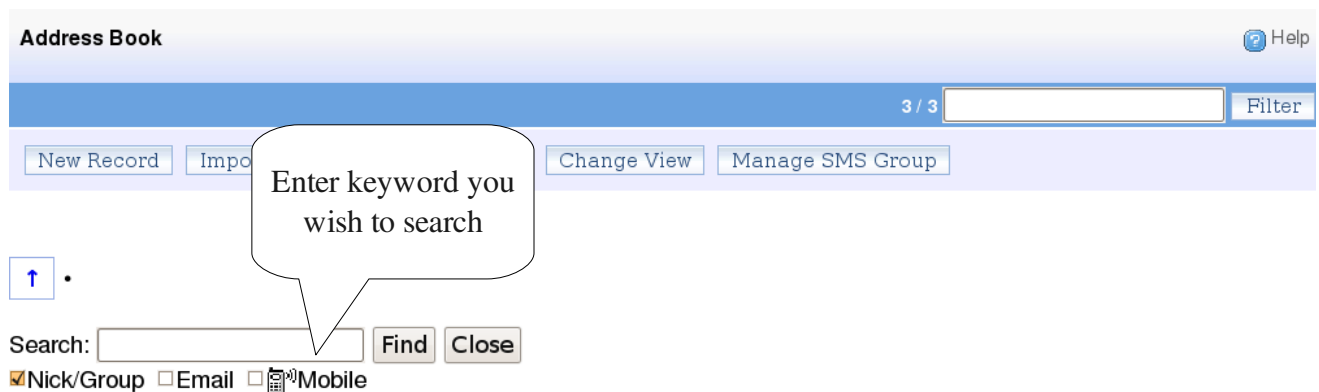 Address Book Help
3 / 3 Filter
New Record Change View Manage SMS Group
Enter keyword you
wish to search
↑ •
Search: Find Close
Nick/Group Email Mobile